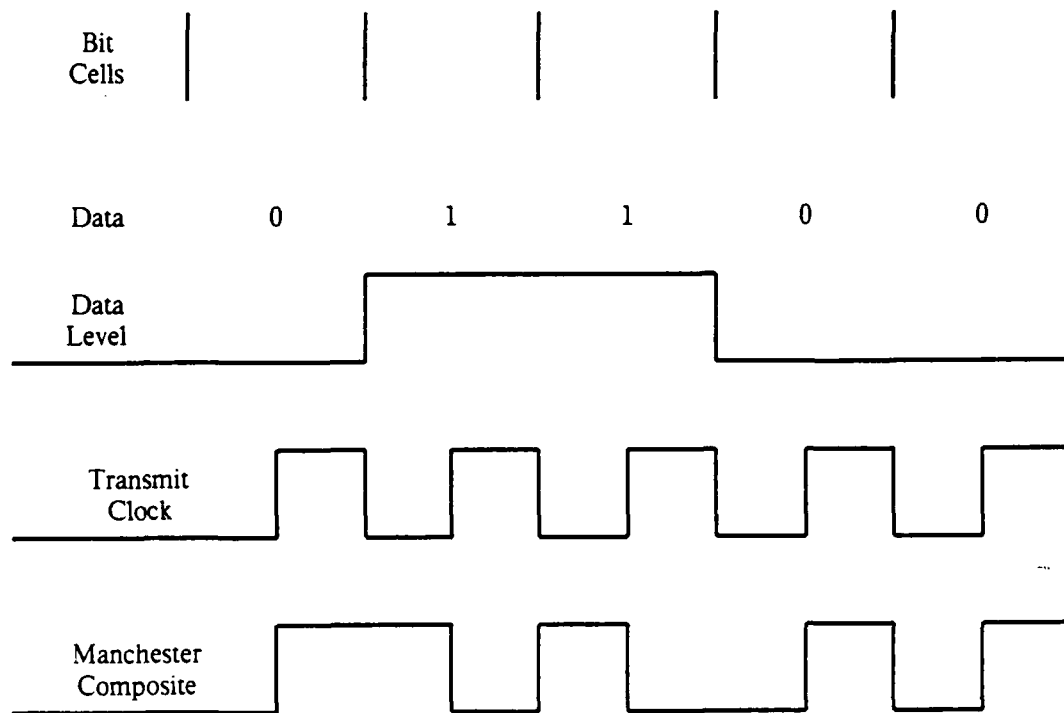 Bit
Cells
Data 0 1 1 0 0
Data
Level
Transmit
Clock
Manchester
Composite